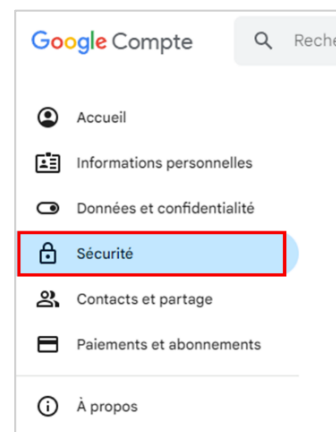 Google Compte
Reche
Accueil
Informations personnelles
Données et confidentialité
Sécurité
Contacts et partage
Paiements et abonnements
À propos